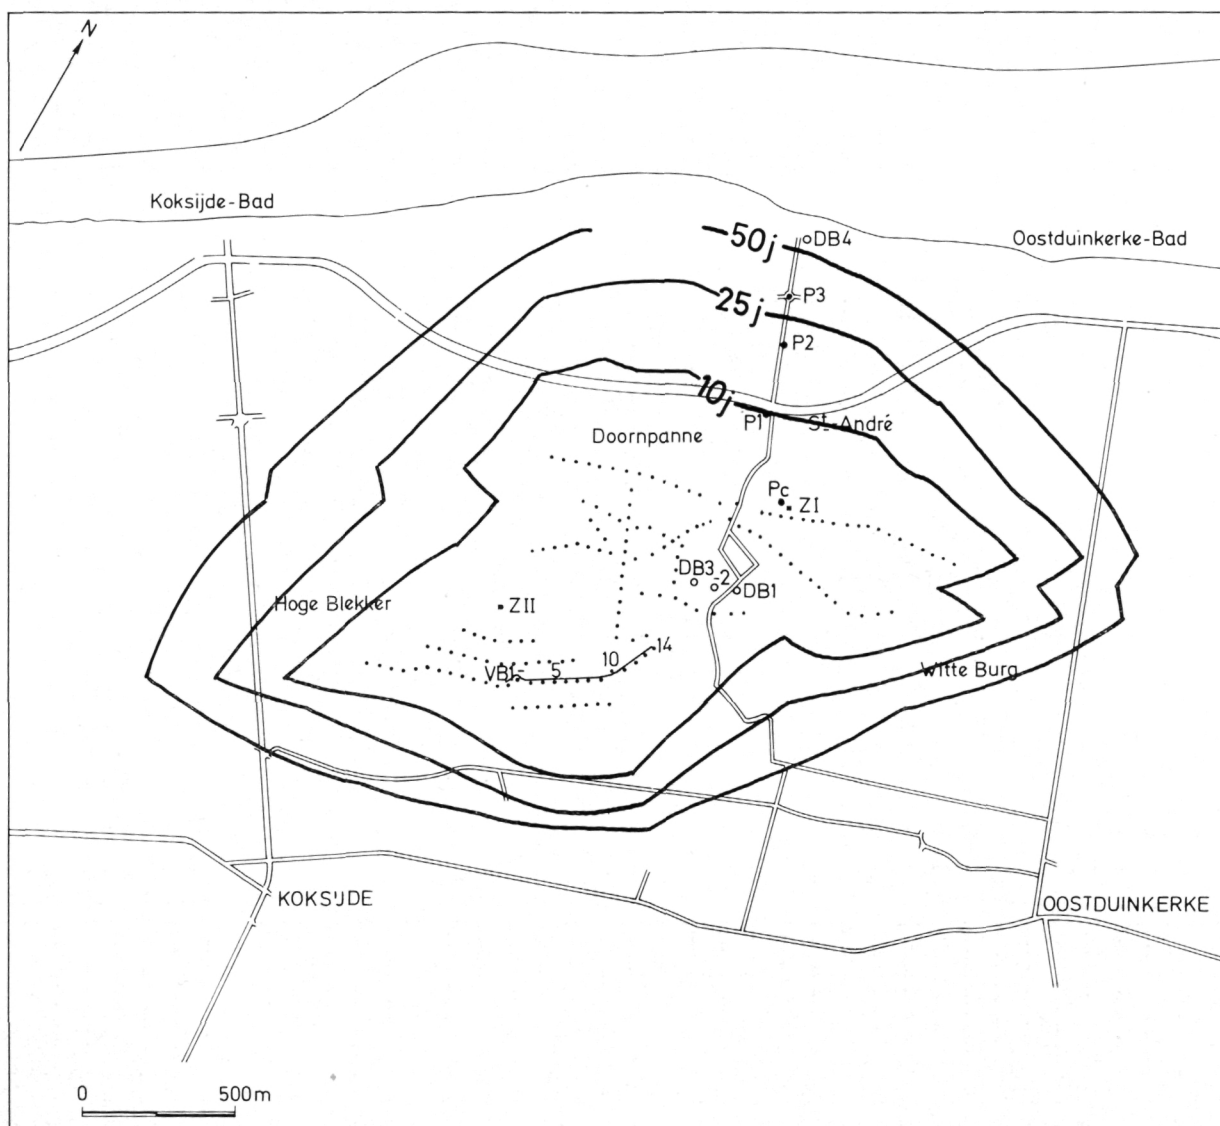 N
Koksijde-Bad
50j
DB4
Oostduinkerke-Bad
25j
P3
P2
10j
P1
St-André
Doornpanne
Pc
ZI
DB3
-2
DB1
Hoge Blekker
ZII
VB1-
5
10
14
Witte Burg
KOKSIJDE
OOSTDUINKERKE
0
500m